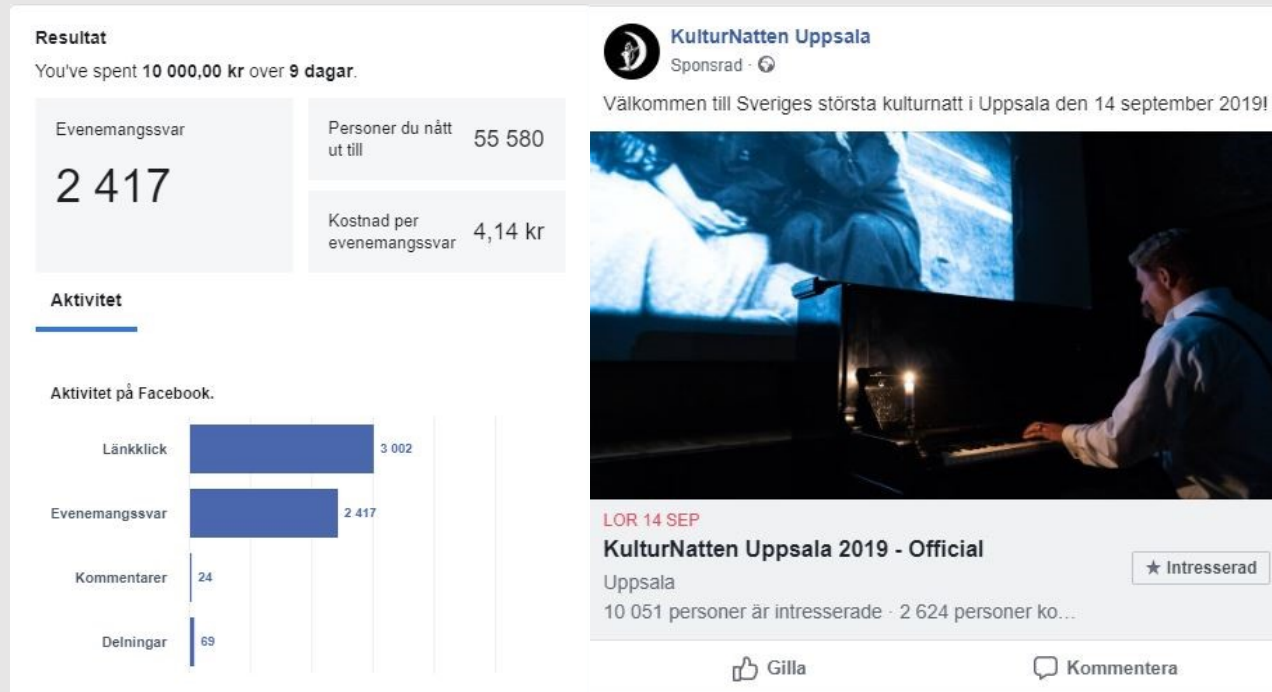 Resultat
You've spent 10 000,00 kr over 9 dagar.
Evenemangssvar
2 417
Personer du nått
ut till
55 580
Kostnad per
evenemangssvar
4,14 kr
Aktivitet
Aktivitet på Facebook.
Länkklick
3 002
Evenemangssvar
2 417
Kommentarer
24
Delningar
69
KulturNatten Uppsala
Sponsrad ·
Välkommen till Sveriges största kulturnatt i Uppsala den 14 september 2019!
LÖR 14 SEP
KulturNatten Uppsala 2019 - Official
Uppsala
10 051 personer är intresserade · 2 624 personer ko...
★ Intresserad
Gilla
Kommentera